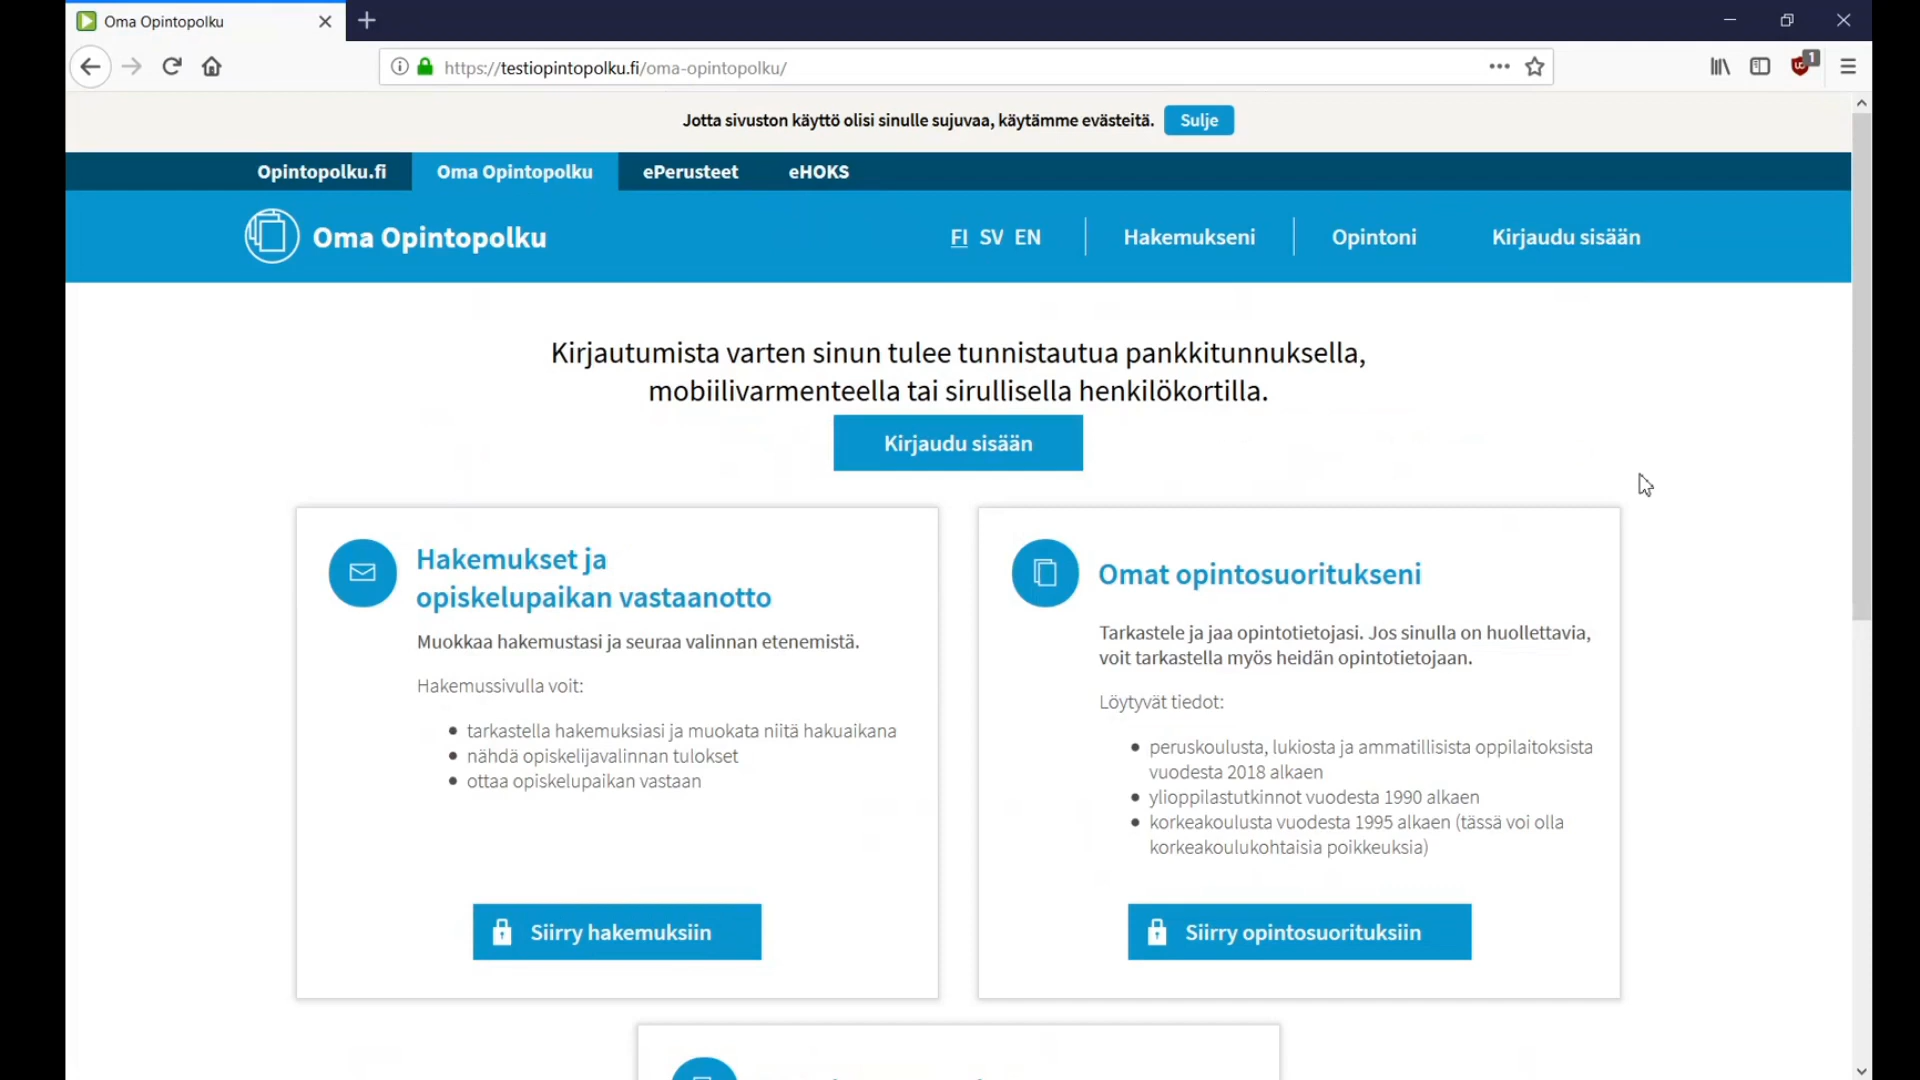 Oma Opintopolku
https://testiopintopolku.fi/oma-opintopolku/
1
Jotta sivuston käyttö olisi sinulle sujuvaa, käytämme evästeitä. Sulje
Opintopolku.fi Oma Opintopolku ePerusteet eHOKS
Oma Opintopolku FI SV EN Hakemukseni Opintoni Kirjaudu sisään
Kirjautumista varten sinun tulee tunnistautua pankkitunnuksella,
mobiilivarmenteella tai sirullisella henkilökortilla.
Kirjaudu sisään
Hakemukset ja
opiskelupaikan vastaanotto
Muokkaa hakemustasi ja seuraa valinnan etenemistä.
Hakemussivulla voit:
tarkastella hakemuksiasi ja muokata niitä hakuaikana
nähdä opiskelijavalinnan tulokset
ottaa opiskelupaikan vastaan
Siirry hakemuksiin
Omat opintosuoritukseni
Tarkastele ja jaa opintotietojasi. Jos sinulla on huollettavia,
voit tarkastella myös heidän opintotietojaan.
Löytyvät tiedot:
peruskoulusta, lukiosta ja ammatillisista oppilaitoksista
vuodesta 2018 alkaen
ylioppilastutkinnot vuodesta 1990 alkaen
korkeakoulusta vuodesta 1995 alkaen (tässä voi olla
korkeakoulukohtaisia poikkeuksia)
Siirry opintosuorituksiin